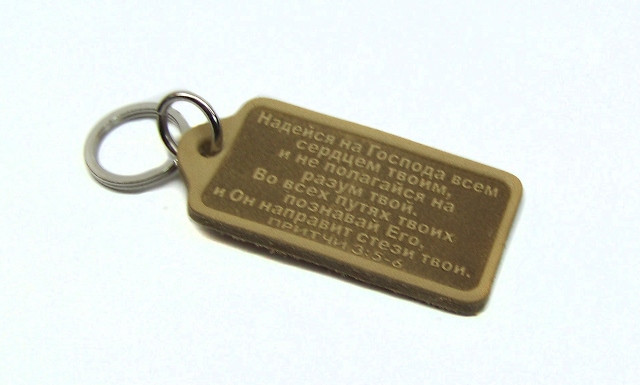 Надейся на Господа всем
сердцем твоим,
и не полагайся на
разум твой.
Во всех путях твоих
познавай Его,
и Он направит стези твои.
ПРИТЧИ 3:5-6